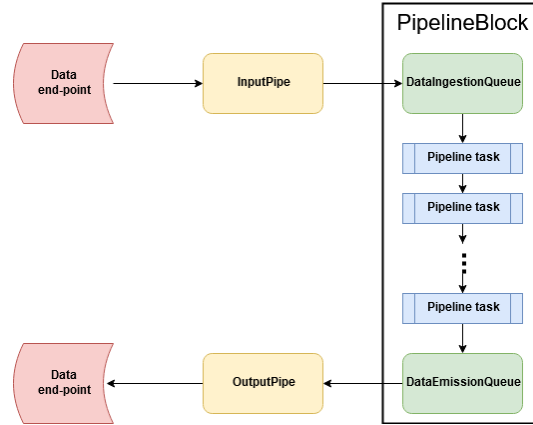 PipelineBlock
Data
end-point
InputPipe
DataIngestionQueue
Pipeline task
Pipeline task
Pipeline task
Data
end-point
OutputPipe
DataEmissionQueue